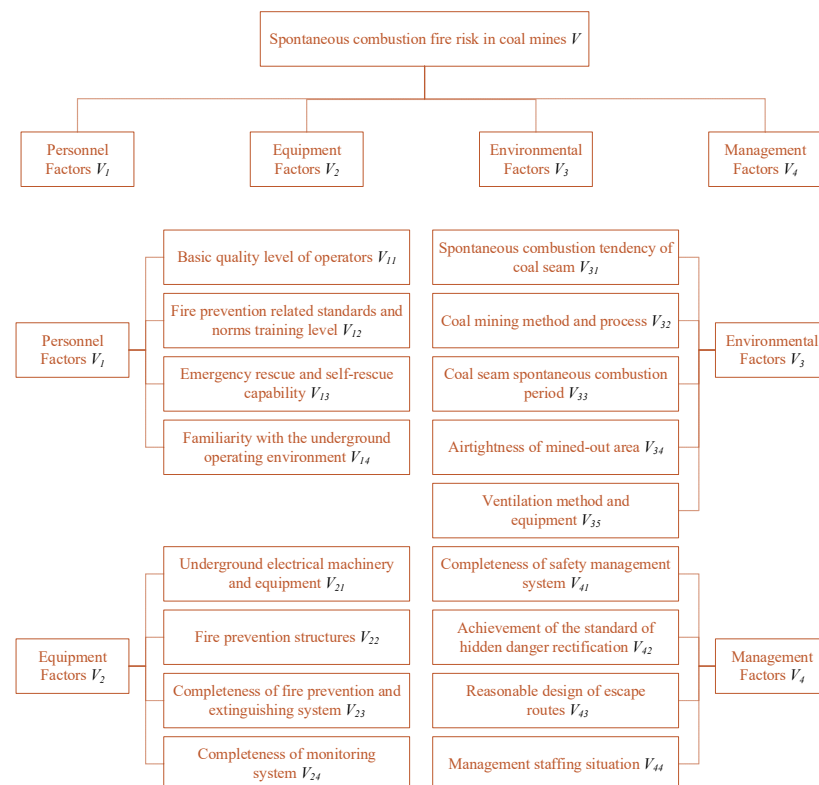 Spontaneous combustion fire risk in coal mines V
Personnel
Factors V1
Equipment
Factors V2
Environmental
Factors V3
Management
Factors V4
Personnel
Factors V1
Basic quality level of operators V11
Fire prevention related standards and
norms training level V12
Emergency rescue and self-rescue
capability V13
Familiarity with the underground
operating environment V14
Spontaneous combustion tendency of
coal seam V31
Coal mining method and process V32
Coal seam spontaneous combustion
period V33
Airtightness of mined-out area V34
Ventilation method and
equipment V35
Environmental
Factors V3
Equipment
Factors V2
Underground electrical machinery
and equipment V21
Fire prevention structures V22
Completeness of fire prevention and
extinguishing system V23
Completeness of monitoring
system V24
Completeness of safety management
system V41
Achievement of the standard of
hidden danger rectification V42
Reasonable design of escape
routes V43
Management staffing situation V44
Management
Factors V4